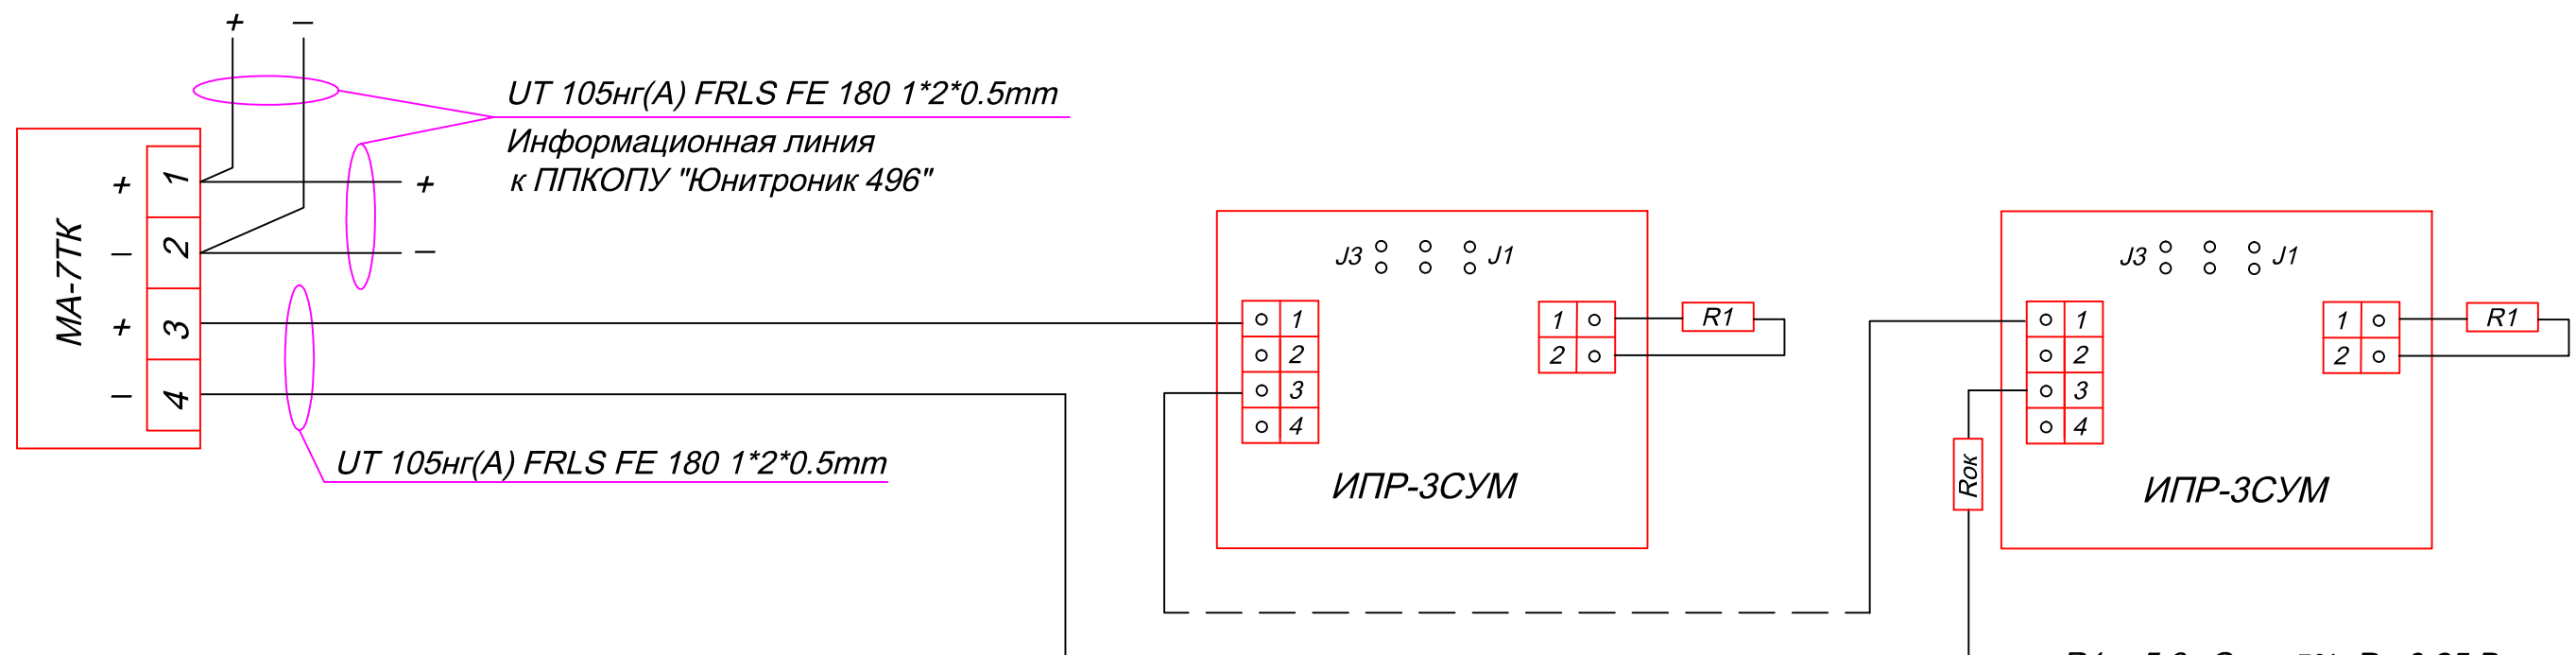 + −
UT 105нг(A) FRLS FE 180 1*2*0.5mm
Информационная линия
к ППКОПУ "Юнитроник 496"
МА-7ТК
+ 1 +
− 2 −
+ 3
− 4
UT 105нг(A) FRLS FE 180 1*2*0.5mm
J3 J1
1
2
3
4
1
2
R1
ИПР-3СУМ
J3 J1
1
2
3
4
1
2
R1
Rок
ИПР-3СУМ